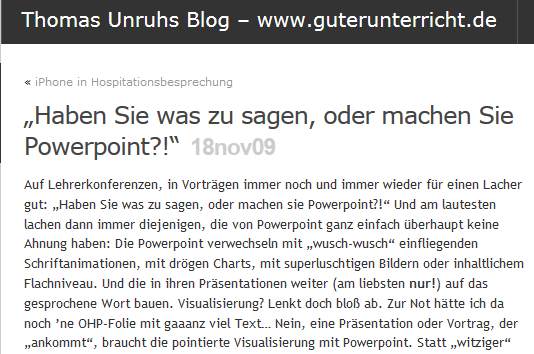 Thomas Unruhs Blog – www.guterunterricht.de
« iPhone in Hospitationsbesprechung
„Haben Sie was zu sagen, oder machen Sie
Powerpoint?!“ 18nov09
Auf Lehrerkonferenzen, in Vorträgen immer noch und immer wieder für einen Lacher
gut: „Haben Sie was zu sagen, oder machen sie Powerpoint?!“ Und am lautesten
lachen dann immer diejenigen, die von Powerpoint ganz einfach überhaupt keine
Ahnung haben: Die Powerpoint verwechseln mit „wusch-wusch“ einfliegenden
Schriftanimationen, mit drögen Charts, mit superluschtigen Bildern oder inhaltlichem
Flachniveau. Und die in ihren Präsentationen weiter (am liebsten nur!) auf das
gesprochene Wort bauen. Visualisierung? Lenkt doch bloß ab. Zur Not hätte ich da
noch ’ne OHP-Folie mit gaaanz viel Text… Nein, eine Präsentation oder Vortrag, der
„ankommt“, braucht die pointierte Visualisierung mit Powerpoint. Statt „witziger“